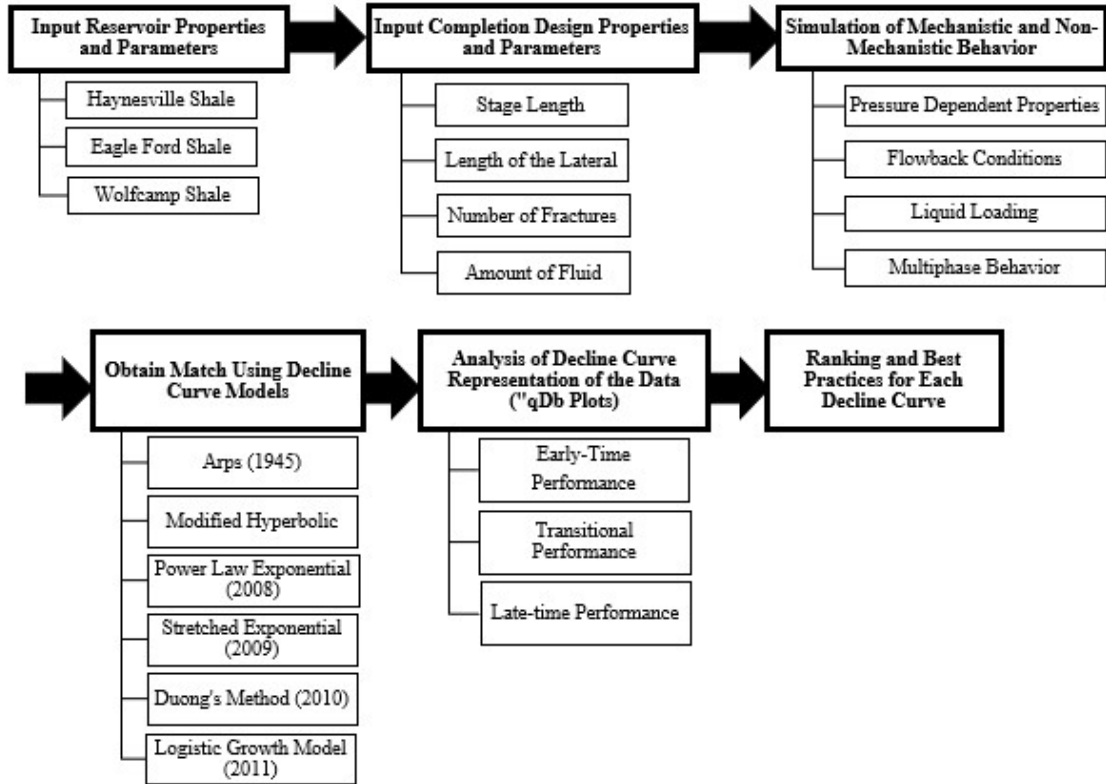 Input Reservoir Properties
and Parameters
Haynesville Shale
Eagle Ford Shale
Wolfcamp Shale
Input Completion Design Properties
and Parameters
Stage Length
Length of the Lateral
Number of Fractures
Amount of Fluid
Simulation of Mechanistic and Non-
Mechanistic Behavior
Pressure Dependent Properties
Flowback Conditions
Liquid Loading
Multiphase Behavior
Obtain Match Using Decline
Curve Models
Arps (1945)
Modified Hyperbolic
Power Law Exponential
(2008)
Stretched Exponential
(2009)
Duong's Method (2010)
Logistic Growth Model
(2011)
Analysis of Decline Curve
Representation of the Data
("qDb Plots)
Early-Time
Performance
Transitional
Performance
Late-time Performance
Ranking and Best
Practices for Each
Decline Curve